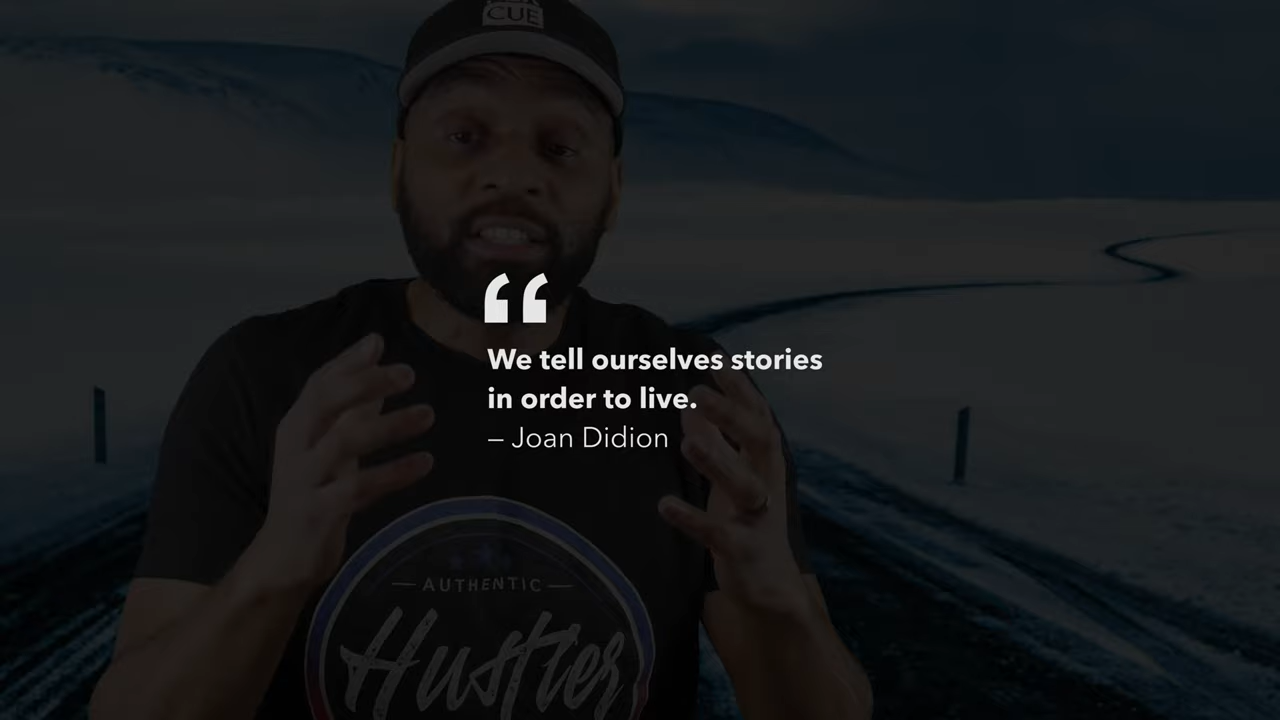 CUE
“
We tell ourselves stories
in order to live.
– Joan Didion
— AUTHENTIC —
Hustler